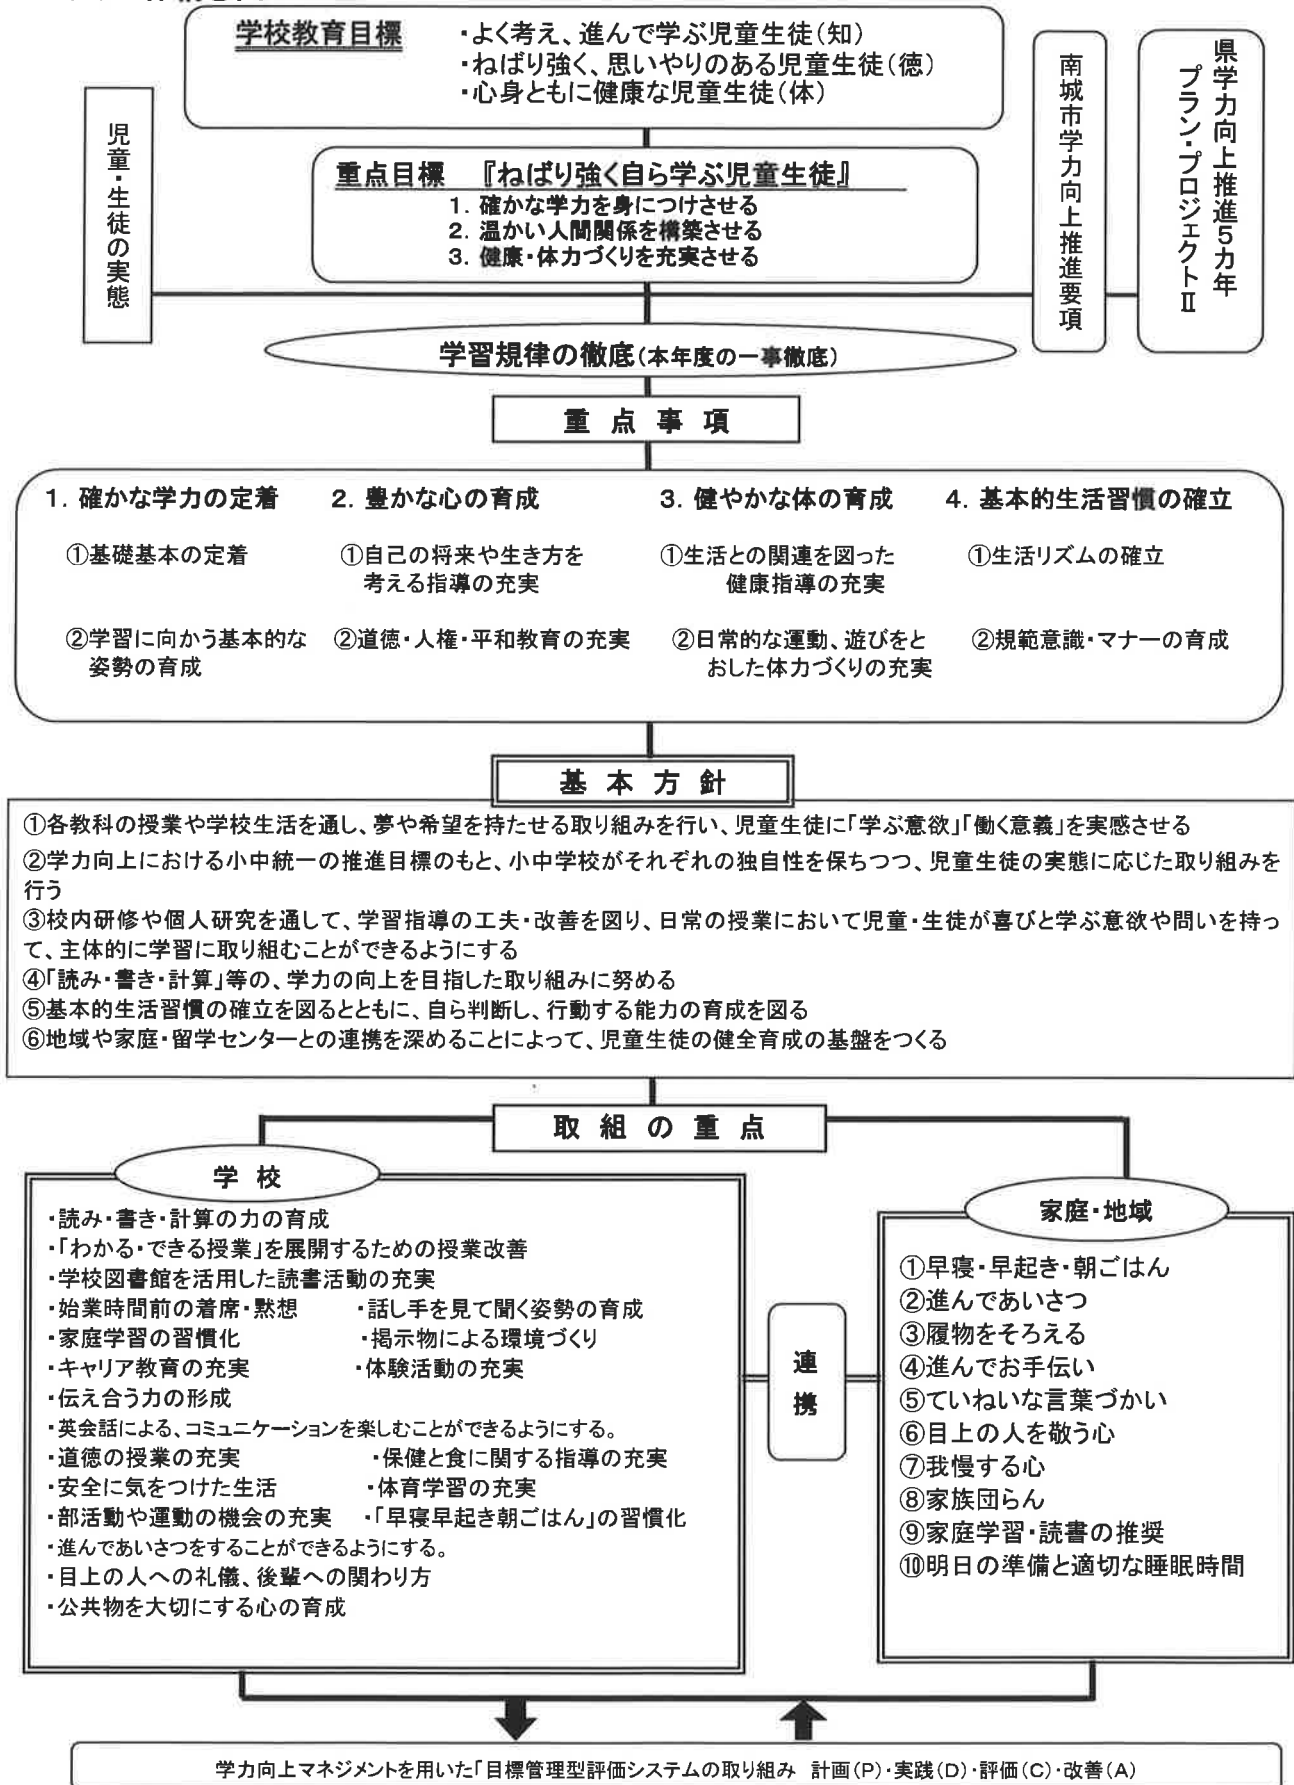 学校教育目標
・よく考え、進んで学ぶ児童生徒(知)
・ねばり強く、思いやりのある児童生徒(徳)
・心身ともに健康な児童生徒(体)
児童・生徒の実態
南城市学力向上推進要項
県学力向上推進5カ年
プラン・プロジェクトⅡ
重点目標 『ねばり強く自ら学ぶ児童生徒』
1. 確かな学力を身につけさせる
2. 温かい人間関係を構築させる
3. 健康・体力づくりを充実させる
学習規律の徹底(本年度の一事徹底)
重点事項
1. 確かな学力の定着
①基礎基本の定着
②学習に向かう基本的な
姿勢の育成
2. 豊かな心の育成
①自己の将来や生き方を
考える指導の充実
②道徳・人権・平和教育の充実
3. 健やかな体の育成
①生活との関連を図った
健康指導の充実
②日常的な運動、遊びをと
おした体力づくりの充実
4. 基本的生活習慣の確立
①生活リズムの確立
②規範意識・マナーの育成
基本方針
①各教科の授業や学校生活を通し、夢や希望を持たせる取り組みを行い、児童生徒に「学ぶ意欲」「働く意義」を実感させる
②学力向上における小中統一の推進目標のもと、小中学校がそれぞれの独自性を保ちつつ、児童生徒の実態に応じた取り組みを
行う
③校内研修や個人研究を通して、学習指導の工夫・改善を図り、日常の授業において児童・生徒が喜びと学ぶ意欲や問いを持っ
て、主体的に学習に取り組むことができるようにする
④「読み・書き・計算」等の、学力の向上を目指した取り組みに努める
⑤基本的生活習慣の確立を図るとともに、自ら判断し、行動する能力の育成を図る
⑥地域や家庭・留学センターとの連携を深めることによって、児童生徒の健全育成の基盤をつくる
取組の重点
学校
・読み・書き・計算の力の育成
・「わかる・できる授業」を展開するための授業改善
・学校図書館を活用した読書活動の充実
・始業時間前の着席・黙想 ・話し手を見て聞く姿勢の育成
・家庭学習の習慣化 ・掲示物による環境づくり
・キャリア教育の充実 ・体験活動の充実
・伝え合う力の形成
・英会話による、コミュニケーションを楽しむことができるようにする。
・道徳の授業の充実 ・保健と食に関する指導の充実
・安全に気をつけた生活 ・体育学習の充実
・部活動や運動の機会の充実 ・「早寝早起き朝ごはん」の習慣化
・進んであいさつをすることができるようにする。
・目上の人への礼儀、後輩への関わり方
・公共物を大切にする心の育成
連携
家庭・地域
①早寝・早起き・朝ごはん
②進んであいさつ
③履物をそろえる
④進んでお手伝い
⑤ていねいな言葉づかい
⑥目上の人を敬う心
⑦我慢する心
⑧家族団らん
⑨家庭学習・読書の推奨
⑩明日の準備と適切な睡眠時間
学力向上マネジメントを用いた「目標管理型評価システムの取り組み 計画(P)・実践(D)・評価(C)・改善(A)